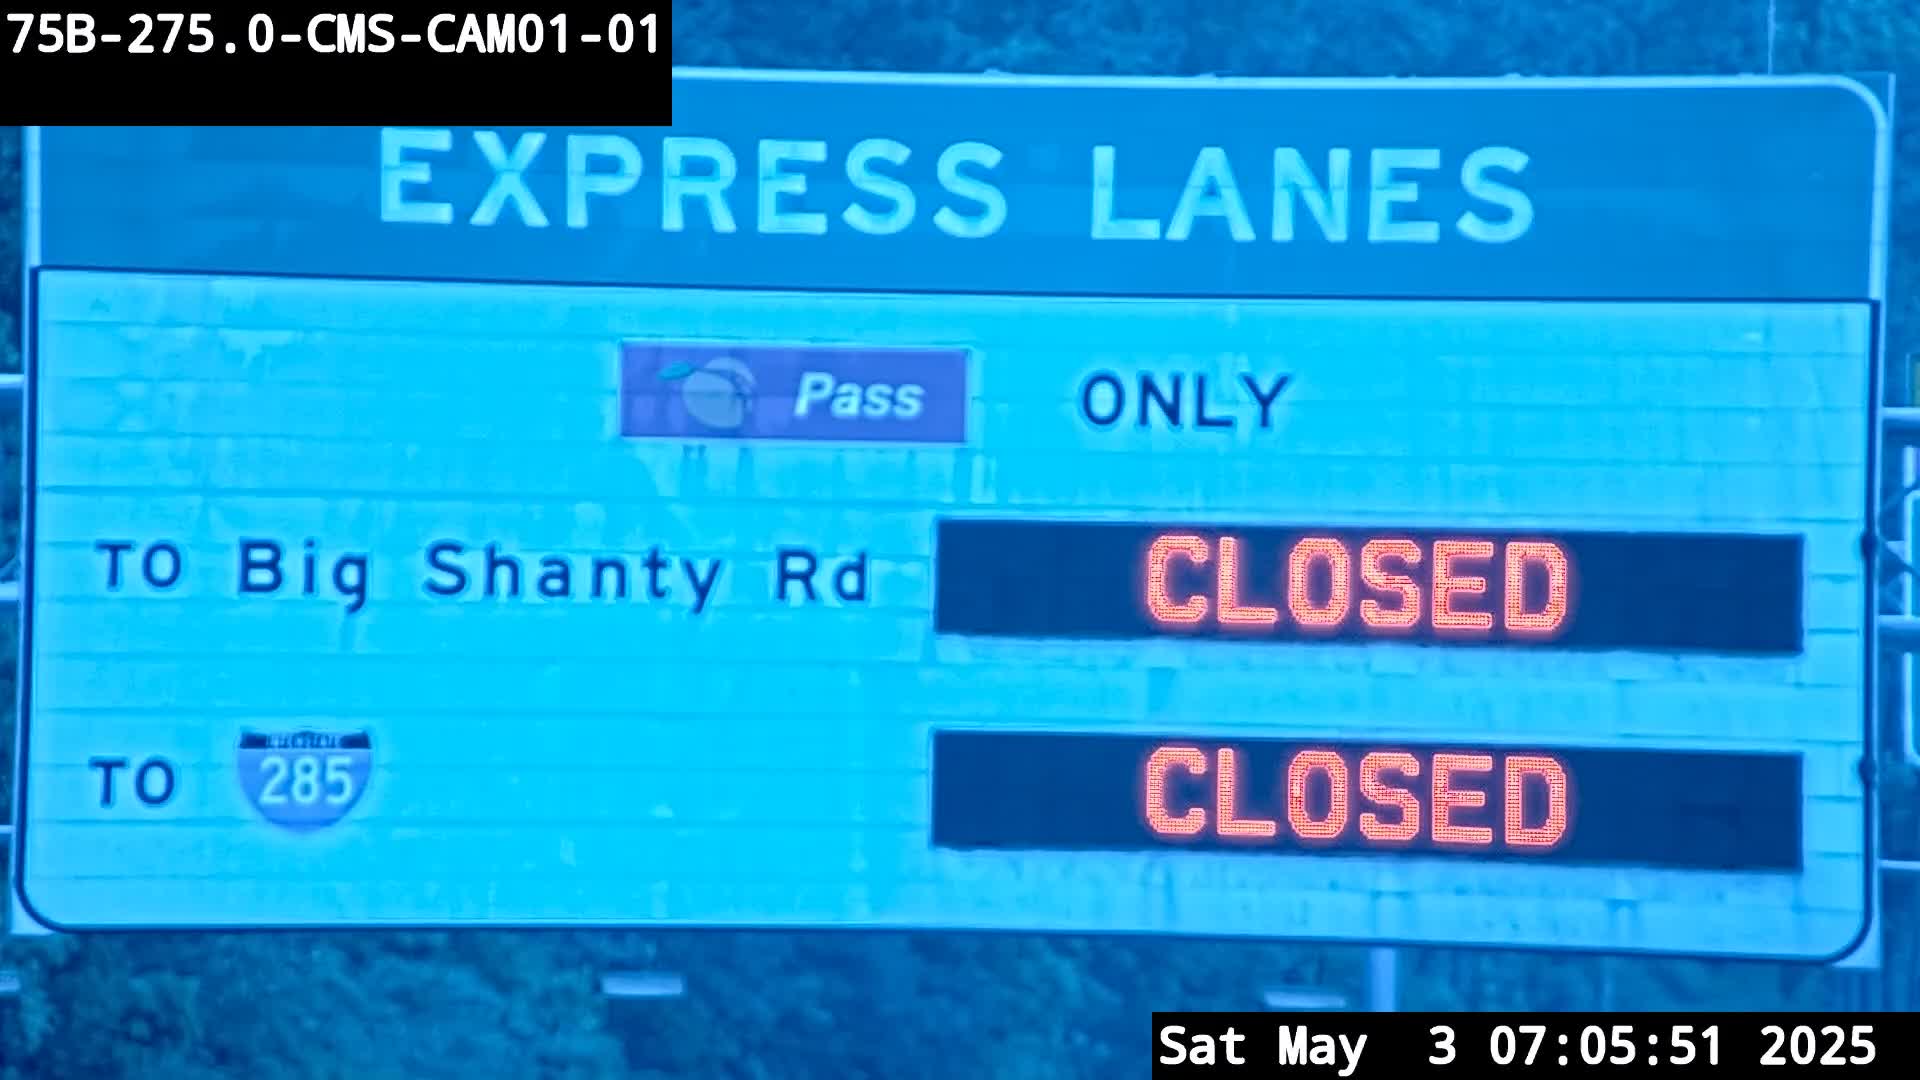 75B-275.0-CMS-CAM01-01
EXPRESS LANES
Pass ONLY
TO Big Shanty Rd CLOSED
TO 285 CLOSED
Sat May 3 07:05:51 2025